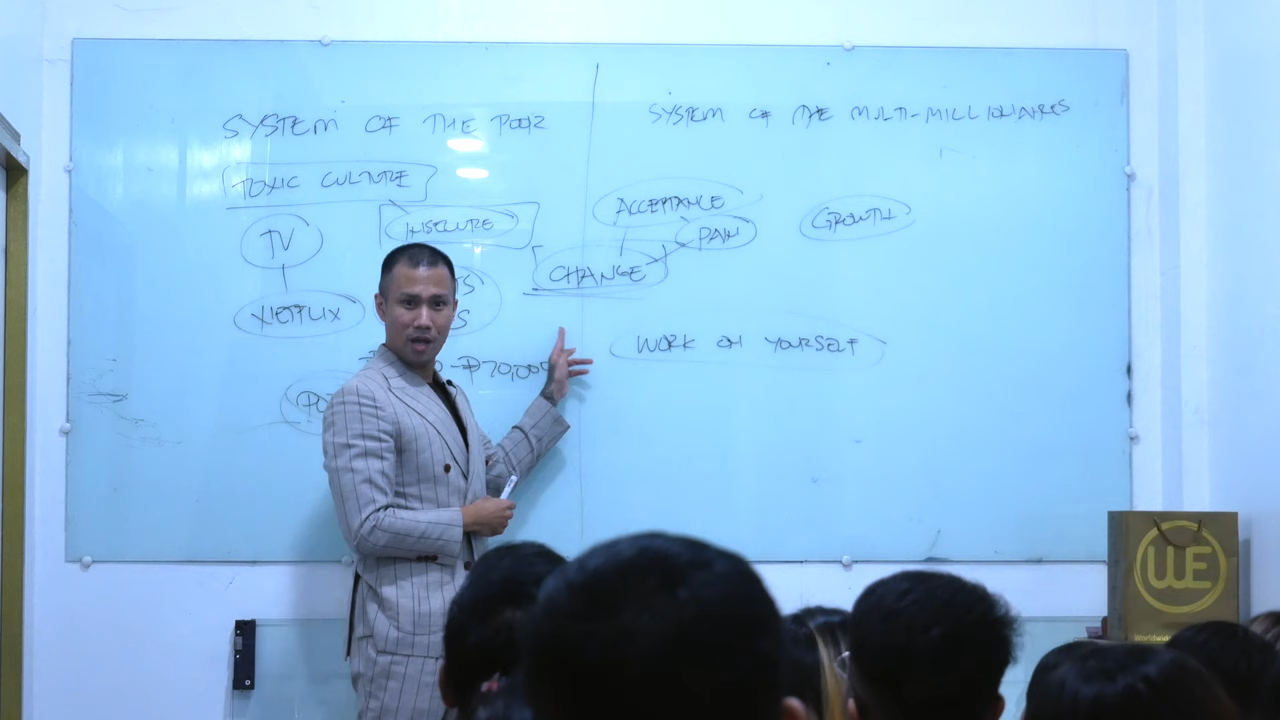 SYSTEM OF THE POOR
TOXIC CULTURE
INSECURE
TV
NETFLIX
₱70,000
SYSTEM OF THE MULTI-MILLIONAIRES
ACCEPTANCE
PAIN
GROWTH
CHANGE
WORK ON YOURSELF
WE
Worldwide